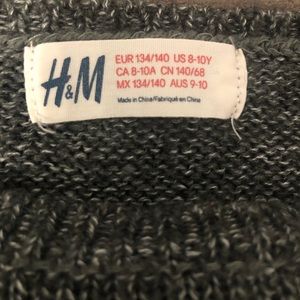 H&M
EUR 134/140 US 8-10Y
CA 8-10A CN 140/68
MX 134/140 AUS 9-10
Made in China/Fabriqué en Chine